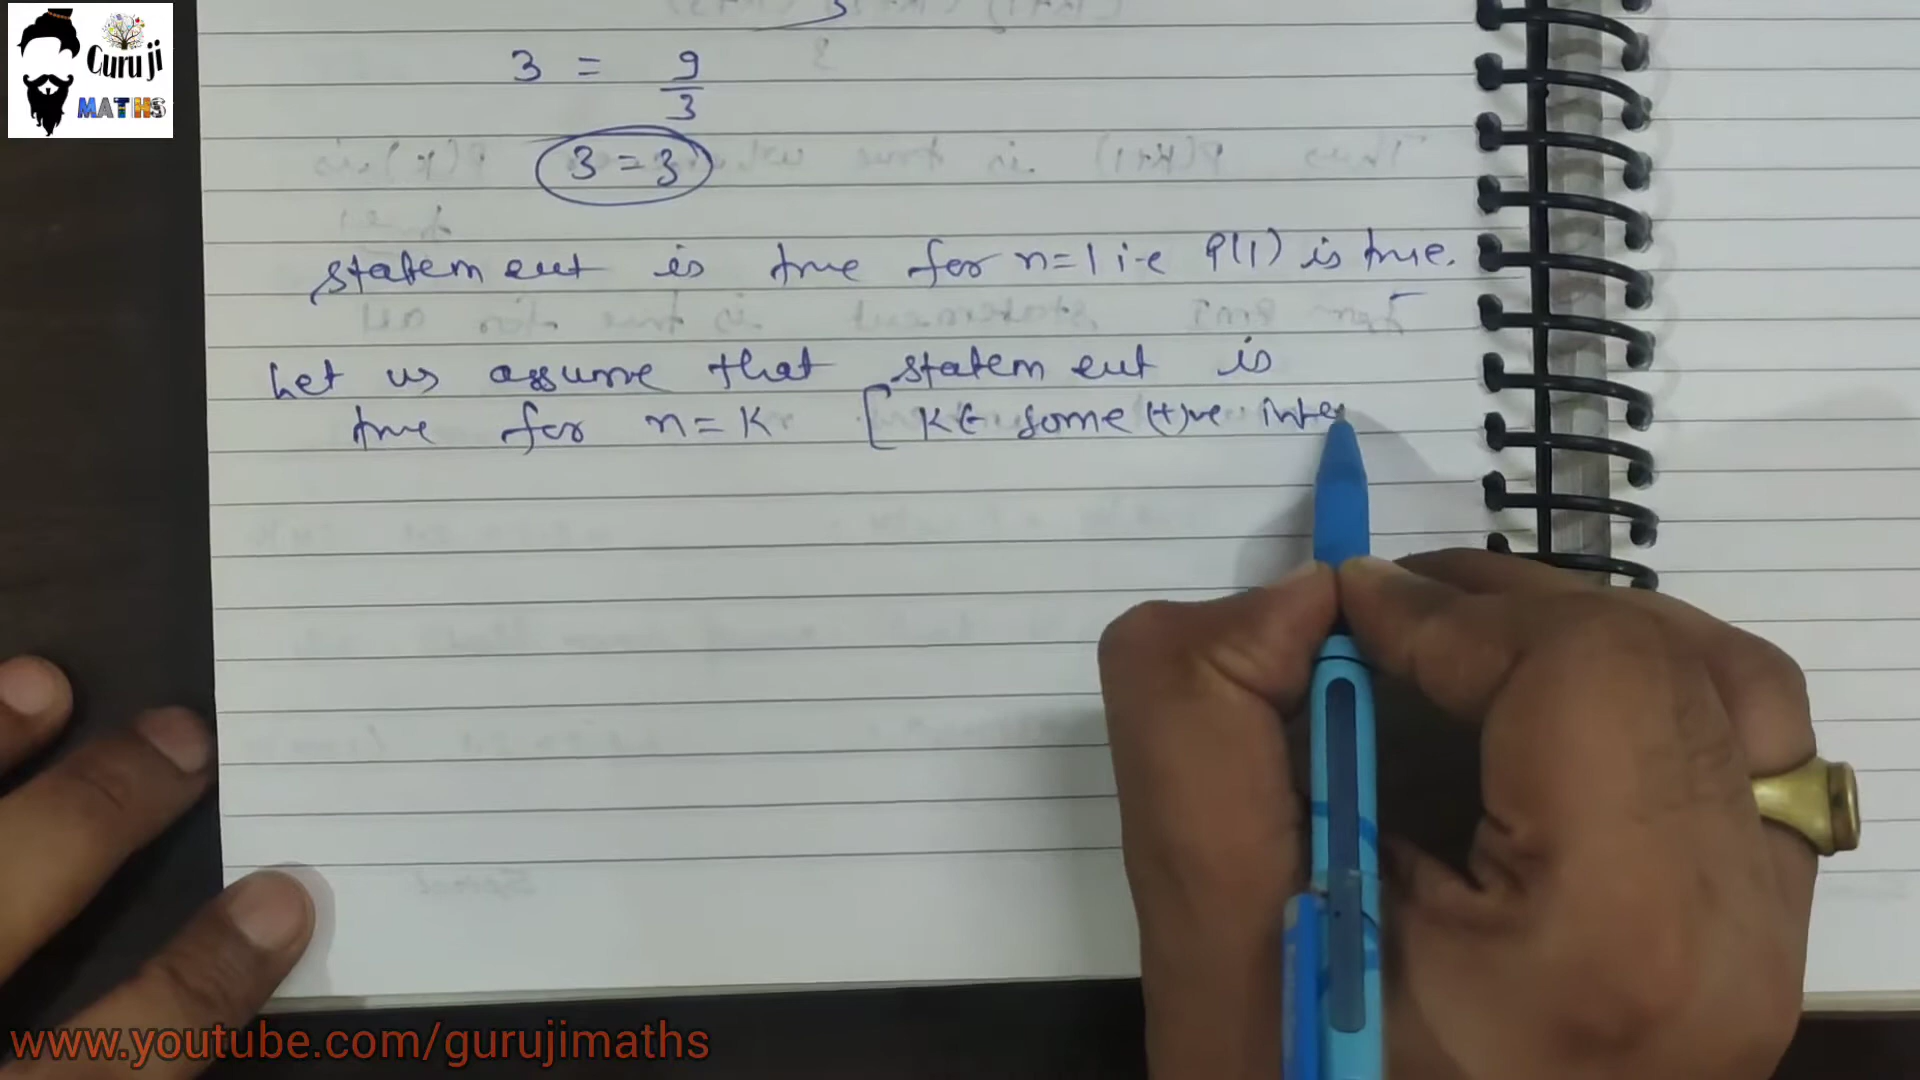 Guru ji
MATHS
3 = 9/3
3 = 3
statement is true for n=1 i.e P(1) is true.
Let us assume that statement is
true for n = K [ K ∈ some (+)ve inte
www.youtube.com/gurujimaths